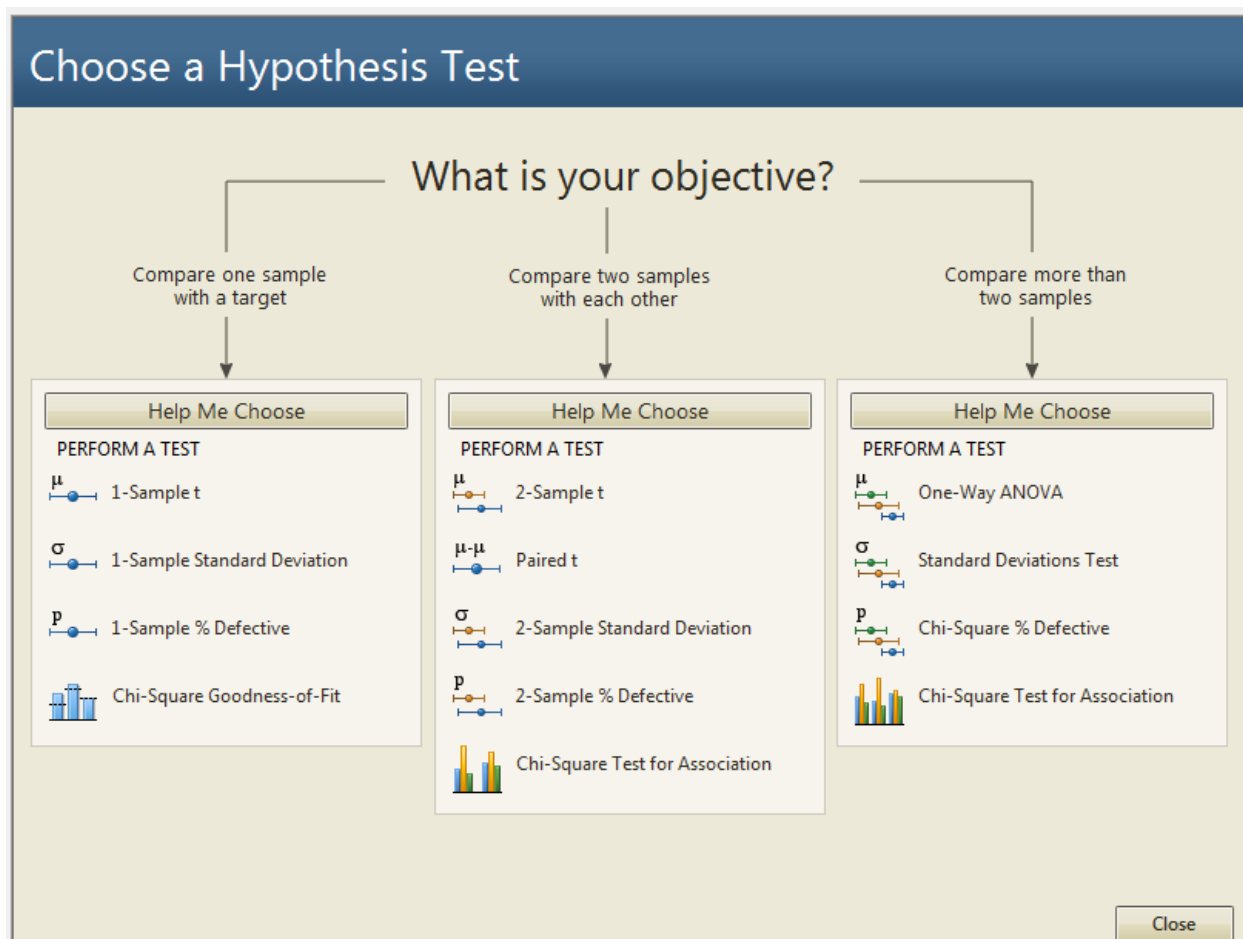 Choose a Hypothesis Test
What is your objective?
Compare one sample
with a target
Compare two samples
with each other
Compare more than
two samples
Help Me Choose
PERFORM A TEST
μ
1-Sample t
σ
1-Sample Standard Deviation
p
1-Sample % Defective
Chi-Square Goodness-of-Fit
Help Me Choose
PERFORM A TEST
μ
2-Sample t
μ-μ
Paired t
σ
2-Sample Standard Deviation
p
2-Sample % Defective
Chi-Square Test for Association
Help Me Choose
PERFORM A TEST
μ
One-Way ANOVA
σ
Standard Deviations Test
p
Chi-Square % Defective
Chi-Square Test for Association
Close